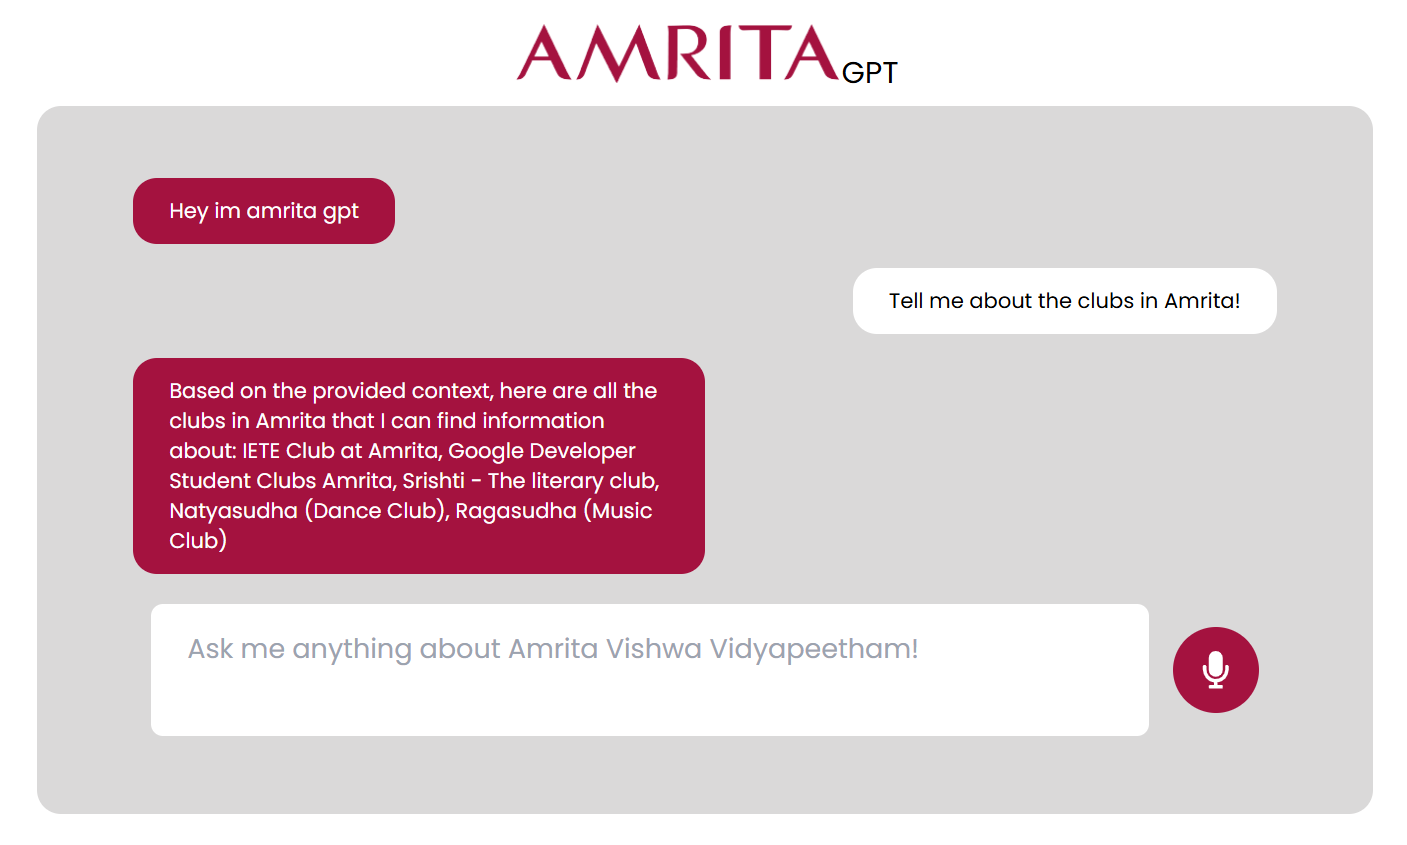 AMRITA GPT
Hey im amrita gpt
Tell me about the clubs in Amrita!
Based on the provided context, here are all the
clubs in Amrita that I can find information
about: IETE Club at Amrita, Google Developer
Student Clubs Amrita, Srishti - The literary club,
Natyasudha (Dance Club), Ragasudha (Music
Club)
Ask me anything about Amrita Vishwa Vidyapeetham!